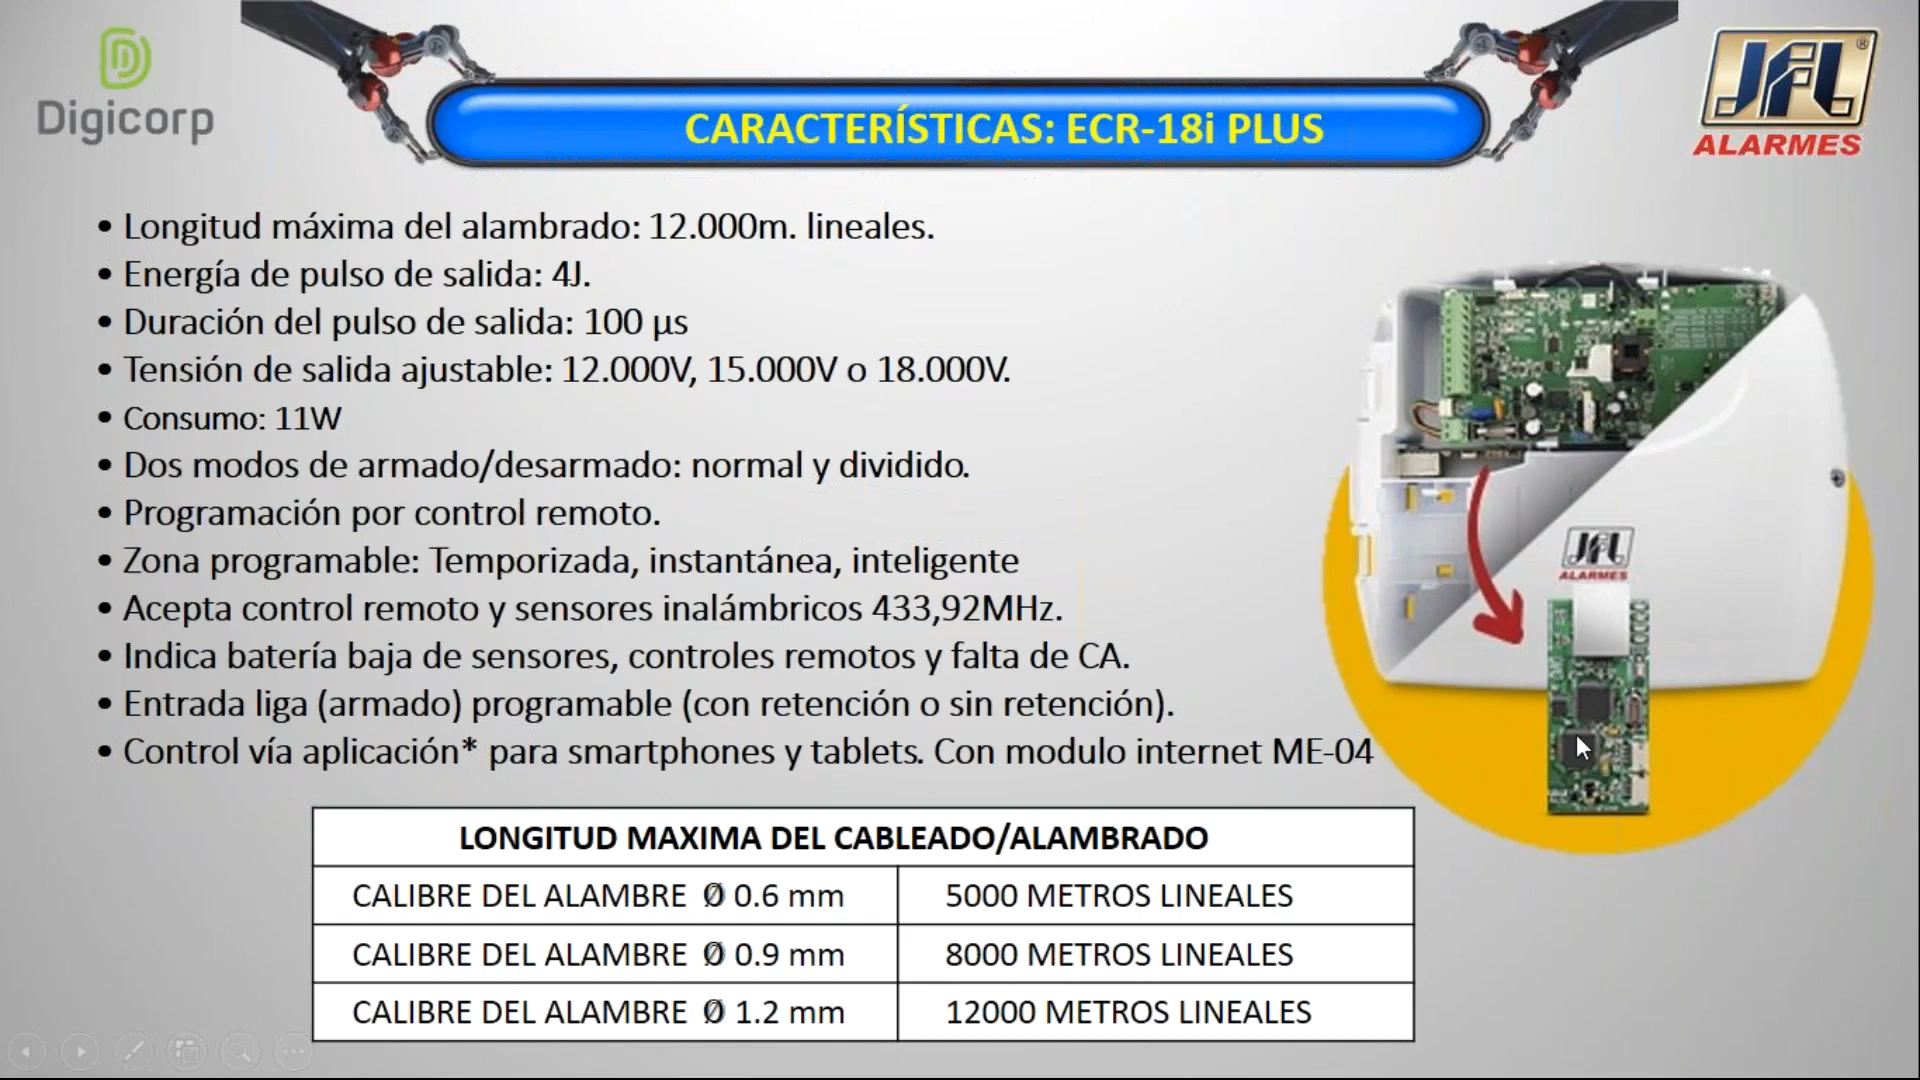 Digicorp
CARACTERÍSTICAS: ECR-18i PLUS
JFL
ALARMES
• Longitud máxima del alambrado: 12.000m. lineales.
• Energía de pulso de salida: 4J.
• Duración del pulso de salida: 100 µs
• Tensión de salida ajustable: 12.000V, 15.000V o 18.000V.
• Consumo: 11W
• Dos modos de armado/desarmado: normal y dividido.
• Programación por control remoto.
• Zona programable: Temporizada, instantánea, inteligente
• Acepta control remoto y sensores inalámbricos 433,92MHz.
• Indica batería baja de sensores, controles remotos y falta de CA.
• Entrada liga (armado) programable (con retención o sin retención).
• Control vía aplicación* para smartphones y tablets. Con modulo internet ME-04
JFL
ALARMES
LONGITUD MAXIMA DEL CABLEADO/ALAMBRADO
CALIBRE DEL ALAMBRE Ø 0.6 mm 5000 METROS LINEALES
CALIBRE DEL ALAMBRE Ø 0.9 mm 8000 METROS LINEALES
CALIBRE DEL ALAMBRE Ø 1.2 mm 12000 METROS LINEALES